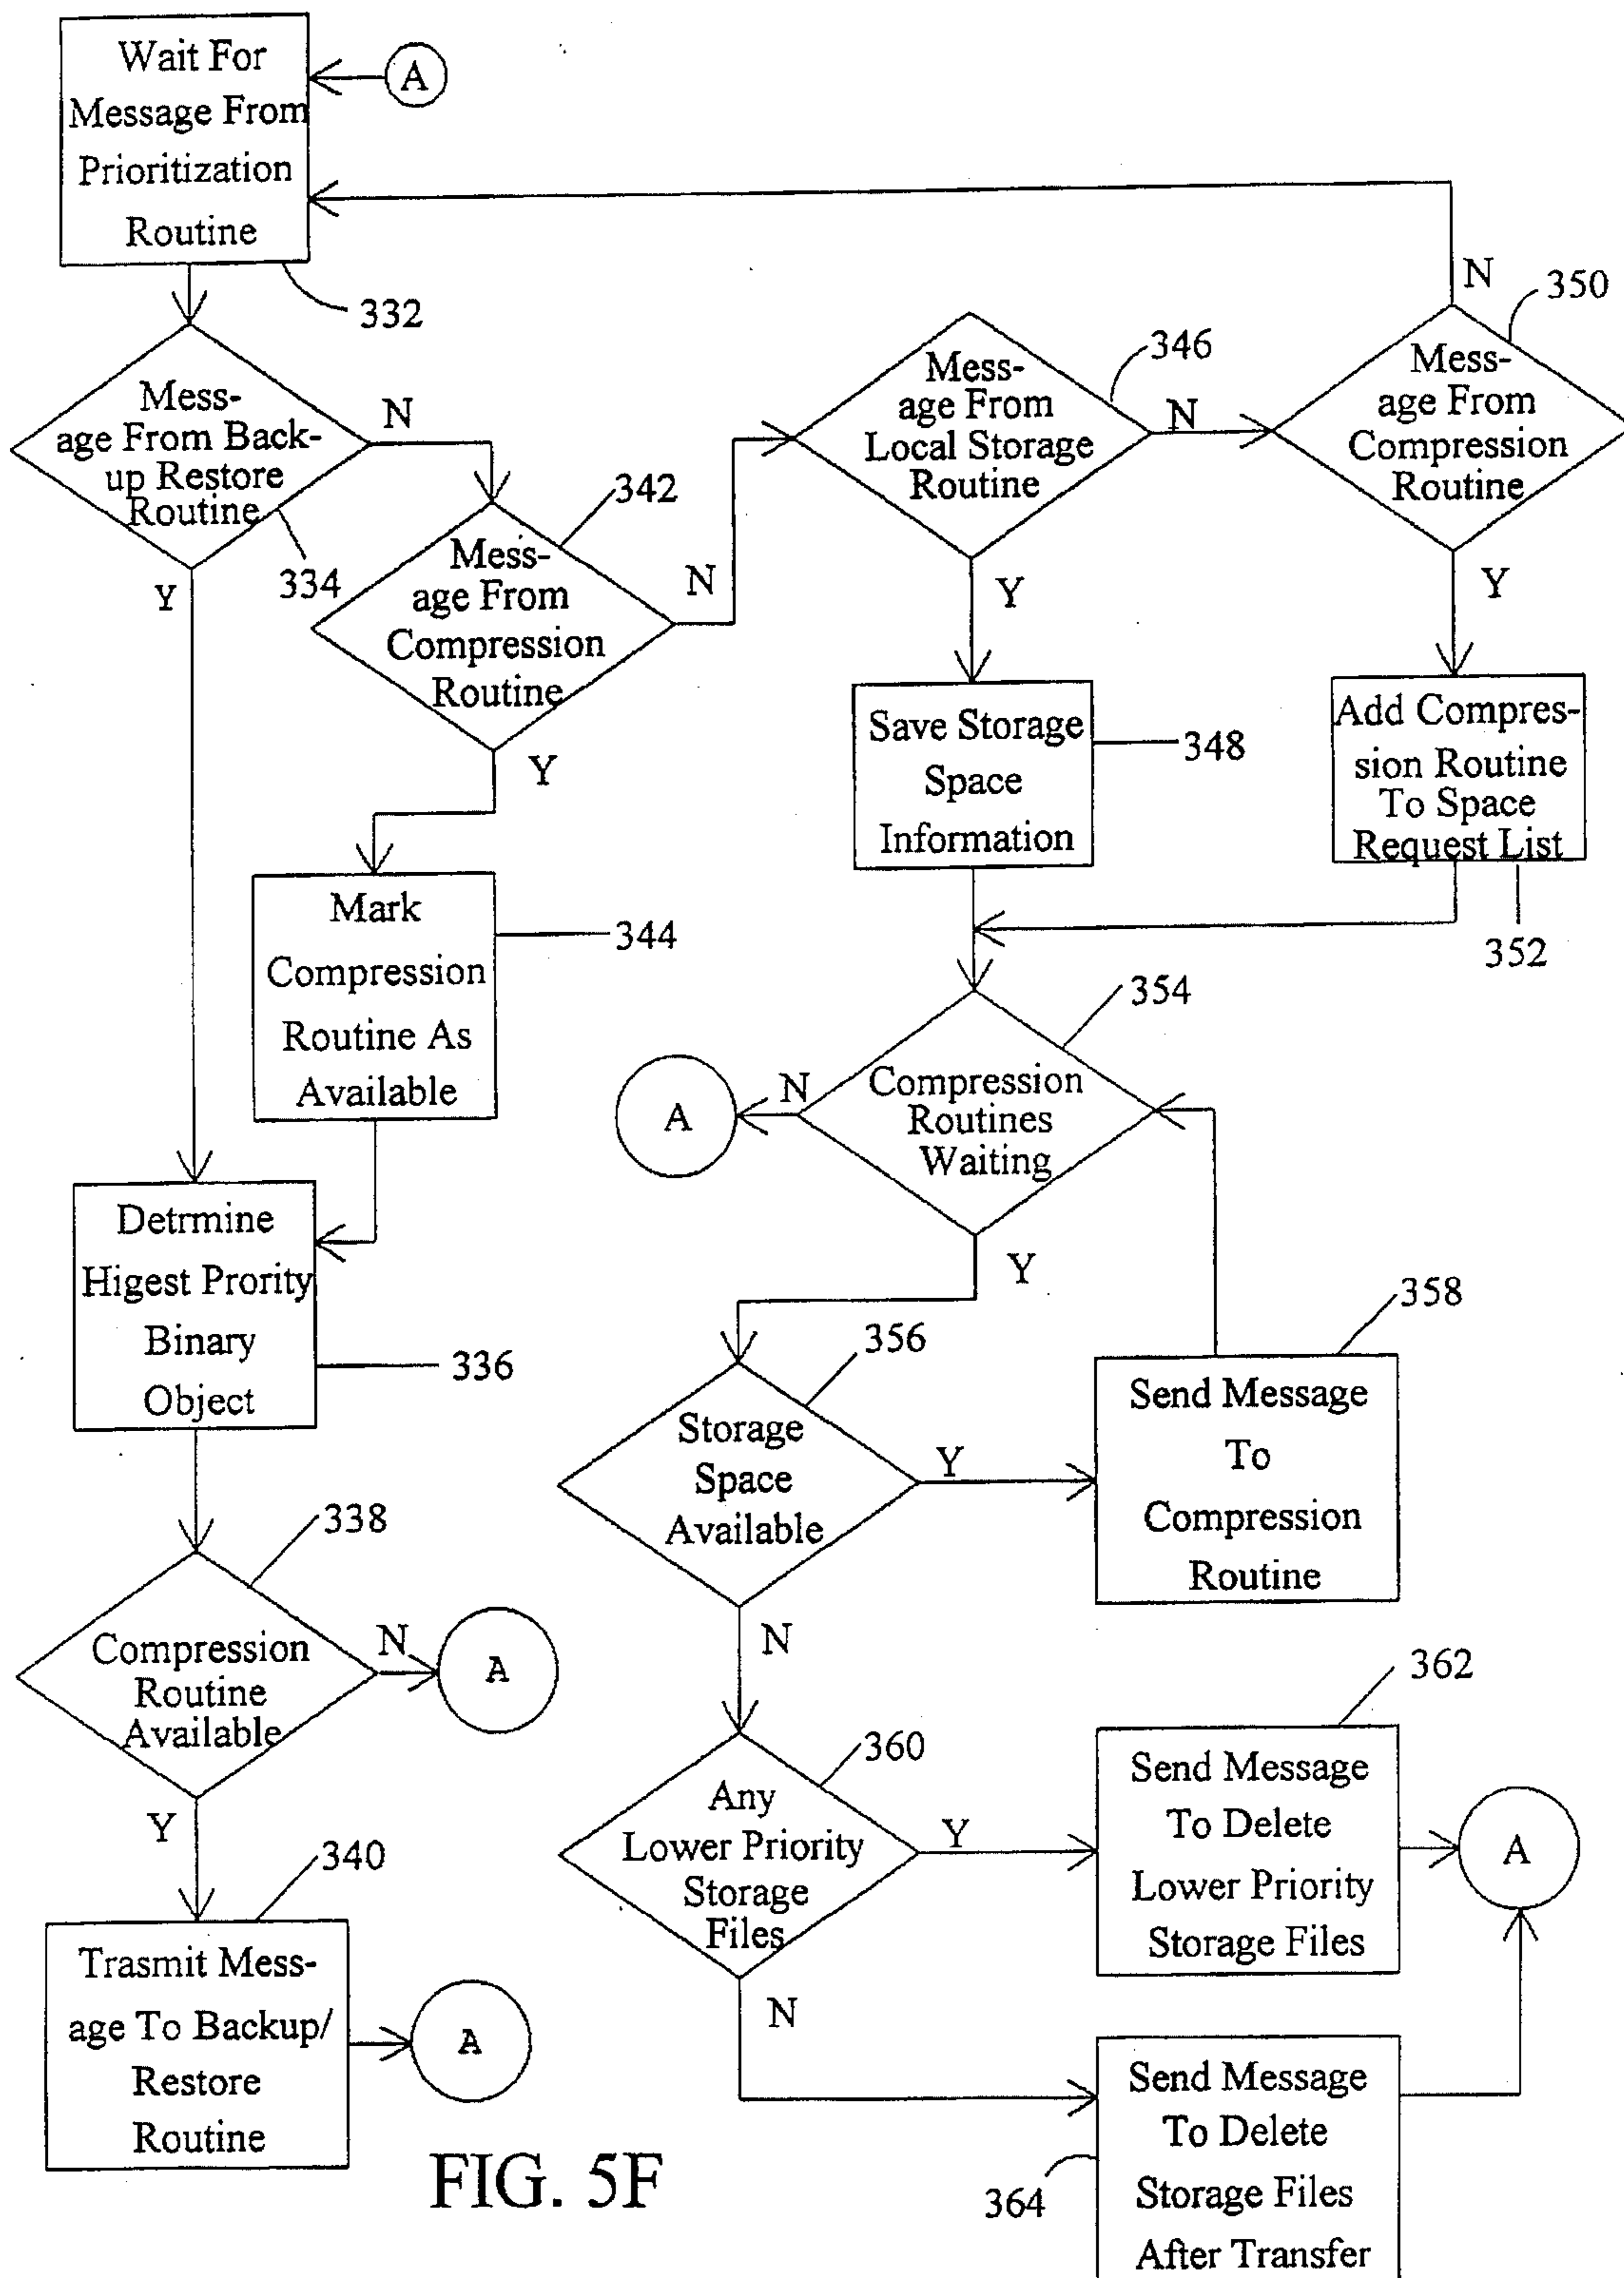 Wait For
Message From
Prioritization
Routine
A
332
Mess-
age From Back-
up Restore
Routine
334
N
Y
342
Mess-
age From
Compression
Routine
N
Y
346
Mess-
age From
Local Storage
Routine
N
Y
350
Mess-
age From
Compression
Routine
N
Y
Save Storage
Space
Information
348
Add Compres-
sion Routine
To Space
Request List
352
Mark
Compression
Routine As
Available
344
354
Compression
Routines
Waiting
N
A
Y
Detrmine
Higest Prority
Binary
Object
336
356
Storage
Space
Available
Y
N
358
Send Message
To
Compression
Routine
338
Compression
Routine
Available
N
A
Y
360
Any
Lower Priority
Storage
Files
Y
N
362
Send Message
To Delete
Lower Priority
Storage Files
A
340
Trasmit Mess-
age To Backup/
Restore
Routine
A
364
Send Message
To Delete
Storage Files
After Transfer
FIG. 5F